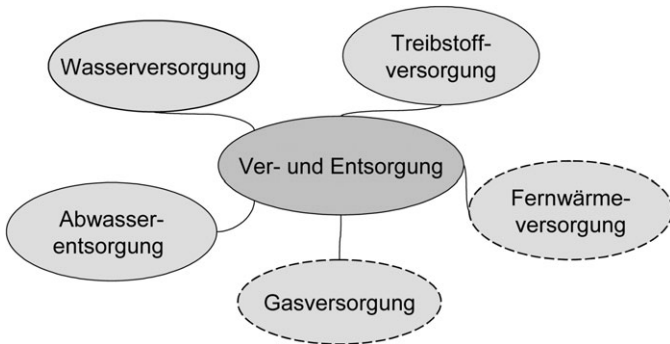 Treibstoff-
versorgung
Wasserversorgung
Ver- und Entsorgung
Fernwärme-
versorgung
Abwasser-
entsorgung
Gasversorgung